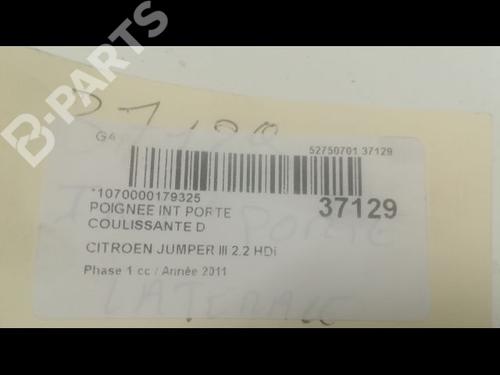 B-PARTS
G4
52750701 37129
*1070000179325
37129
POIGNEE INT PORTE
COULISSANTE D
CITROEN JUMPER III 2.2 HDi
Phase 1 cc / Année 2011
LATERALE